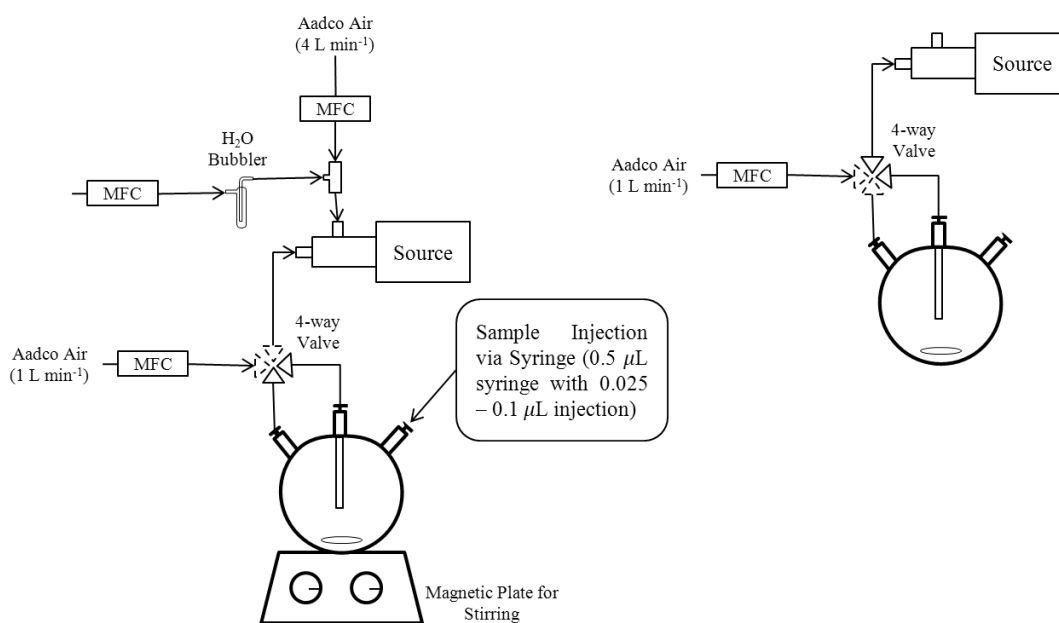 Aadco Air
(4 L min⁻¹)
MFC
H₂O
Bubbler
MFC
Source
4-way
Valve
Aadco Air
(1 L min⁻¹)
MFC
Sample Injection
via Syringe (0.5 μL
syringe with 0.025
– 0.1 μL injection)
Magnetic Plate for
Stirring
Source
4-way
Valve
Aadco Air
(1 L min⁻¹)
MFC